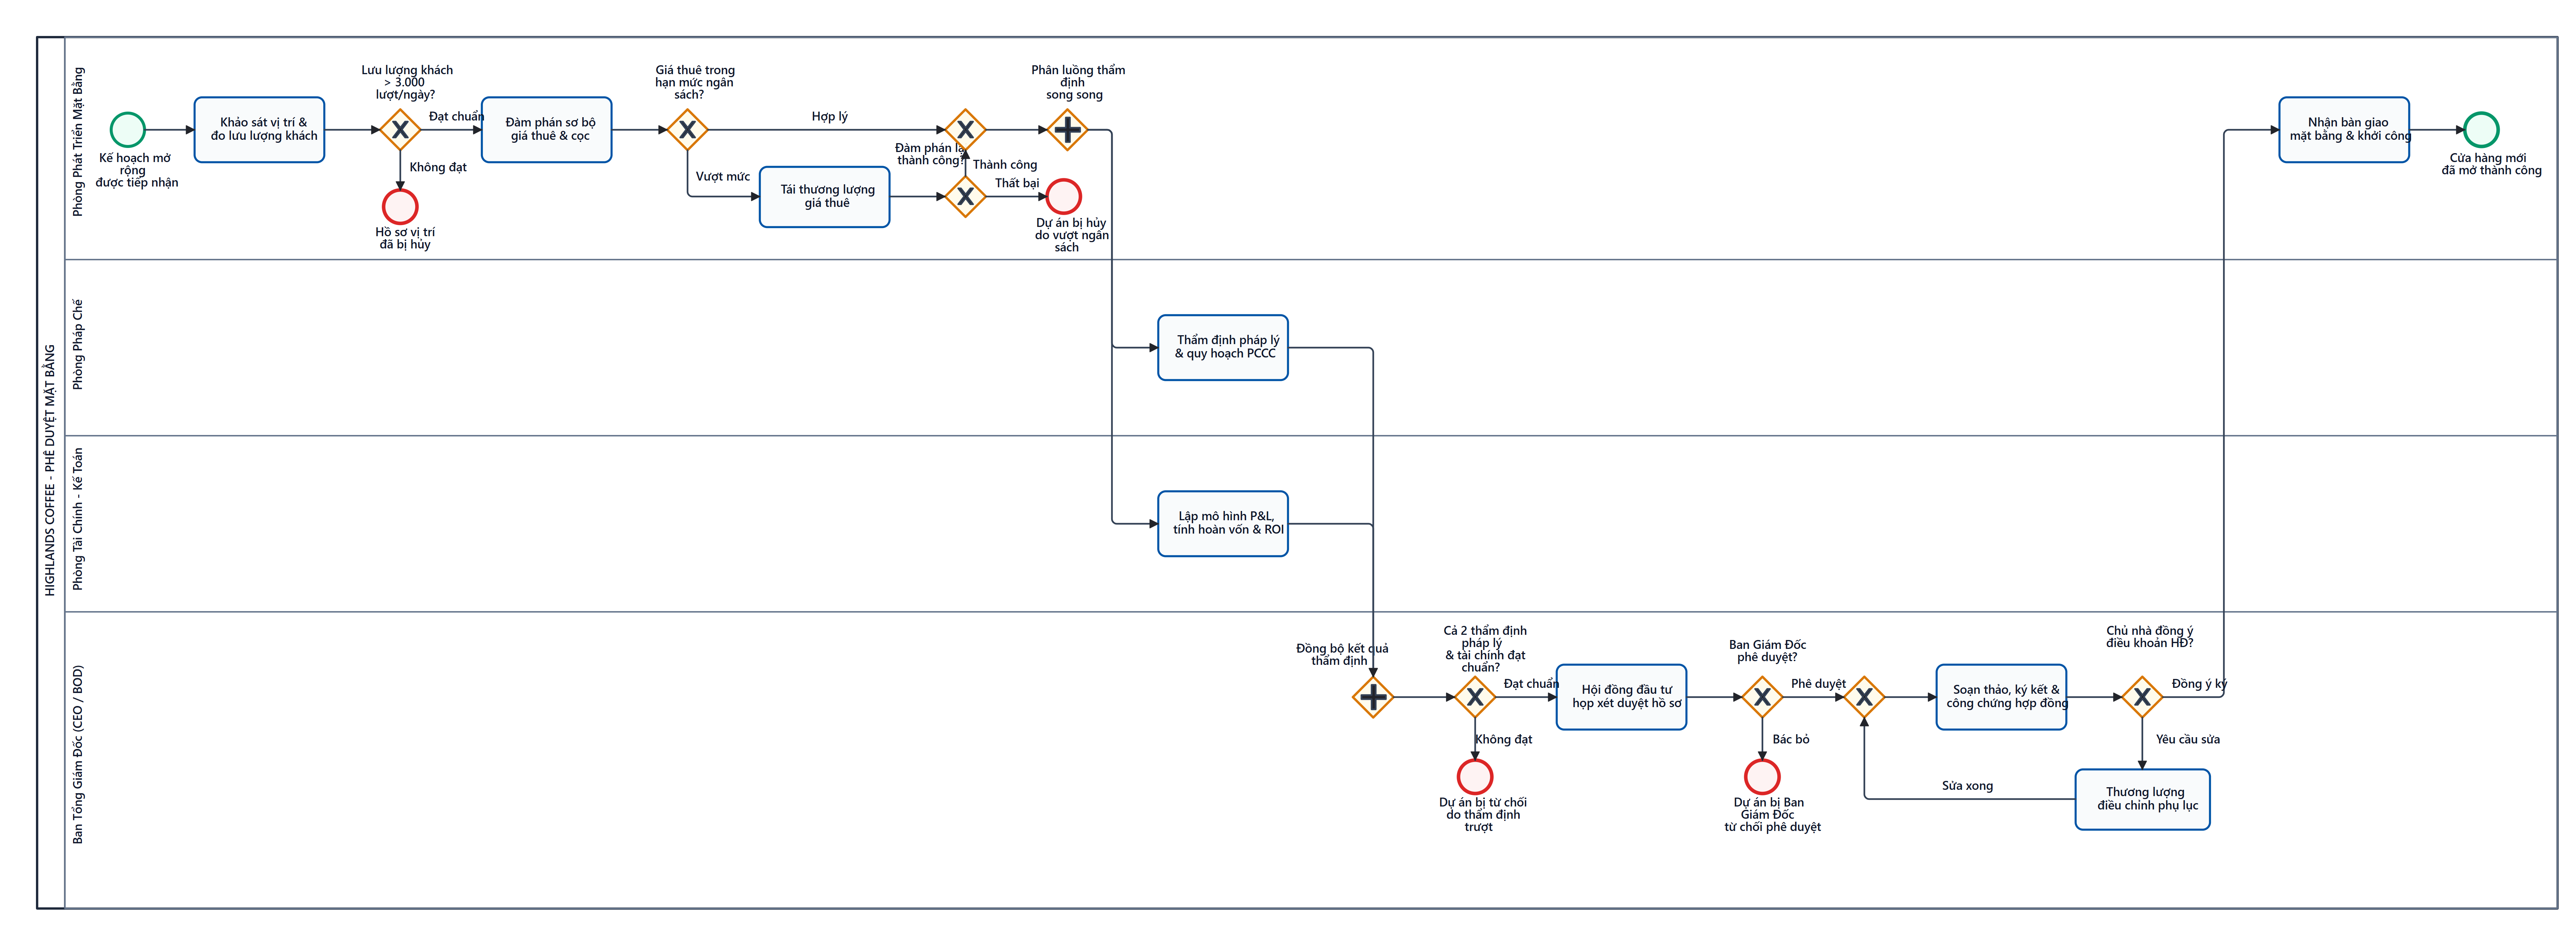 HIGHLANDS COFFEE - PHÊ DUYỆT MẶT BẰNG
Phòng Phát Triển Mặt Bằng
Kế hoạch mở
rộng
được tiếp nhận
Khảo sát vị trí &
đo lưu lượng khách
Lưu lượng khách
> 3.000
lượt/ngày?
Đạt chuẩn
Không đạt
Hồ sơ vị trí
đã bị hủy
Đàm phán sơ bộ
giá thuê & cọc
Giá thuê trong
hạn mức ngân
sách?
Hợp lý
Vượt mức
Tái thương lượng
giá thuê
Đàm phán lạ
thành công?
Thành công
Thất bại
Dự án bị hủy
do vượt ngân
sách
Phân luồng thẩm
định
song song
Nhận bàn giao
mặt bằng & khởi công
Cửa hàng mới
đã mở thành công
Phòng Pháp Chế
Thẩm định pháp lý
& quy hoạch PCCC
Phòng Tài Chính - Kế Toán
Lập mô hình P&L,
tính hoàn vốn & ROI
Ban Tổng Giám Đốc (CEO / BOD)
Đồng bộ kết quả
thẩm định
Cả 2 thẩm định
pháp lý
& tài chính đạt
chuẩn?
Đạt chuẩn
Không đạt
Dự án bị từ chối
do thẩm định
trượt
Hội đồng đầu tư
họp xét duyệt hồ sơ
Ban Giám Đốc
phê duyệt?
Phê duyệt
Bác bỏ
Dự án bị Ban
Giám Đốc
từ chối phê duyệt
Soạn thảo, ký kết &
công chứng hợp đồng
Chủ nhà đồng ý
điều khoản HĐ?
Đồng ý ký
Yêu cầu sửa
Thương lượng
điều chỉnh phụ lục
Sửa xong